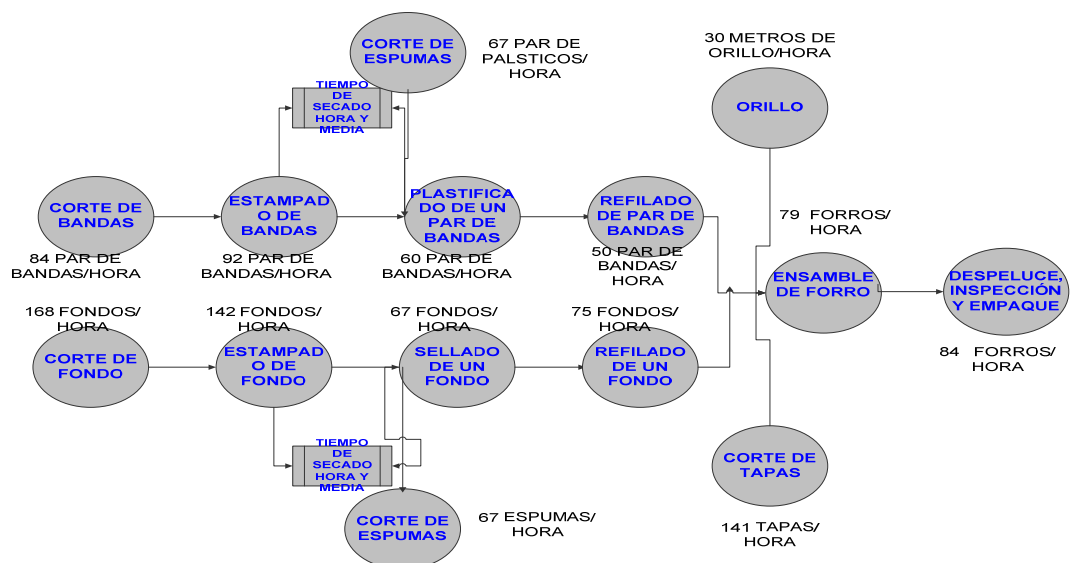 CORTE DE
ESPUMAS
67 PAR DE
PALSTICOS/
HORA
30 METROS DE
ORILLO/HORA
TIEMPO
DE
SECADO
HORA Y
MEDIA
ORILLO
CORTE DE
BANDAS
84 PAR DE
BANDAS/HORA
ESTAMPAD
O DE
BANDAS
92 PAR DE
BANDAS/HORA
PLASTIFICA
DO DE UN
PAR DE
BANDAS
60 PAR DE
BANDAS/HORA
REFILADO
DE PAR DE
BANDAS
50 PAR DE
BANDAS/
HORA
79 FORROS/
HORA
ENSAMBLE
DE FORRO
DESPELUCE,
INSPECCIÓN
Y EMPAQUE
84 FORROS/
HORA
168 FONDOS/
HORA
CORTE DE
FONDO
142 FONDOS/
HORA
ESTAMPAD
O DE
FONDO
67 FONDOS/
HORA
SELLADO
DE UN
FONDO
75 FONDOS/
HORA
REFILADO
DE UN
FONDO
TIEMPO
DE
SECADO
HORA Y
MEDIA
CORTE DE
TAPAS
141 TAPAS/
HORA
CORTE DE
ESPUMAS
67 ESPUMAS/
HORA